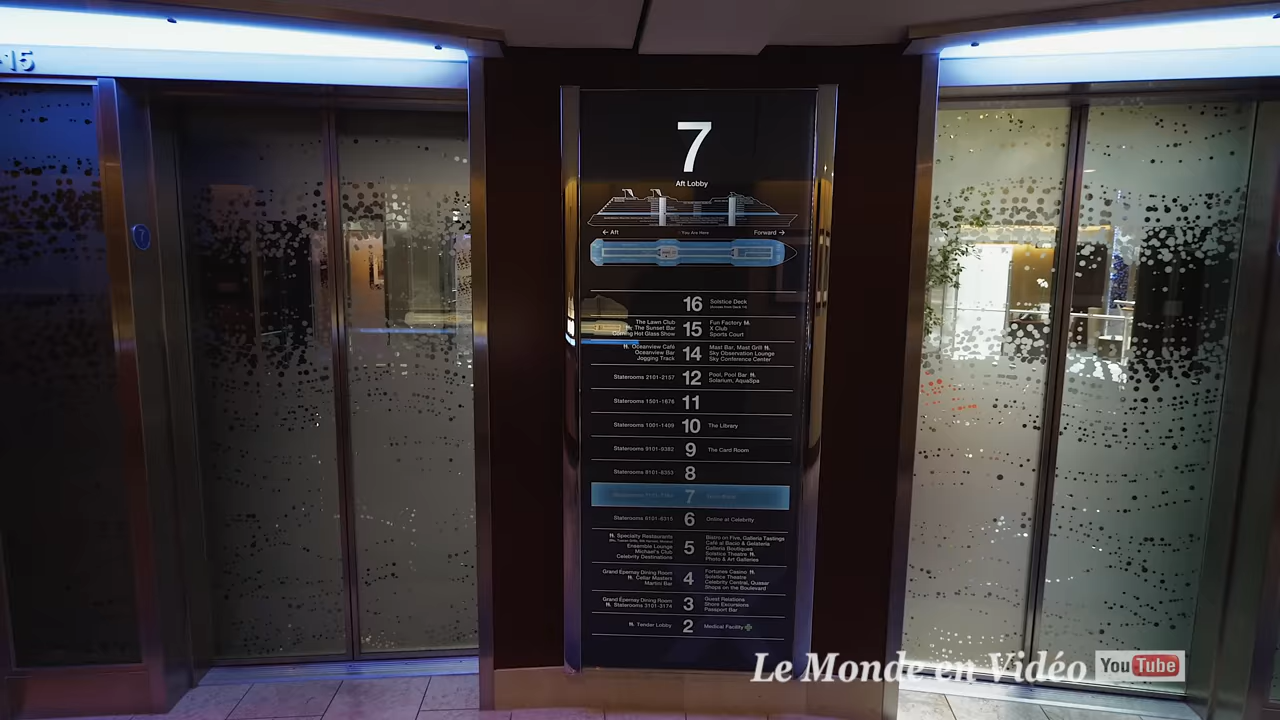 15
7
7
Aft Lobby
← Aft
You Are Here
Forward →
16
Solstice Deck
The Lawn Club
The Sunset Bar
Corning Hot Glass Show
15
Fun Factory
X Club
Sports Court
Oceanview Café
Oceanview Bar
Jogging Track
14
Mast Bar, Mast Grill
Sky Observation Lounge
Sky Conference Center
Staterooms 2101-2157
12
Pool, Pool Bar
Solarium, AquaSpa
Staterooms 1501-1676
11
Staterooms 1001-1409
10
The Library
Staterooms 9101-9382
9
The Card Room
Staterooms 8101-8393
8
Staterooms
7
Staterooms 6101-6315
6
Online at Celebrity
Specialty Restaurants
Ensemble Lounge
Michael's Club
Celebrity Destinations
5
Bistro on Five, Galleria Tastings
Café al Bacio & Gelateria
Galleria Boutiques
Solstice Theatre
Photo & Art Galleries
Grand Épernay Dining Room
Cellar Masters
Martini Bar
4
Fortunes Casino
Solstice Theatre
Celebrity Central, Quasar
Shops on the Boulevard
Grand Épernay Dining Room
Staterooms 3101-3174
3
Guest Relations
Shore Excursions
Passport Bar
Tender Lobby
2
Medical Facility
Le Monde en Vidéo
YouTube